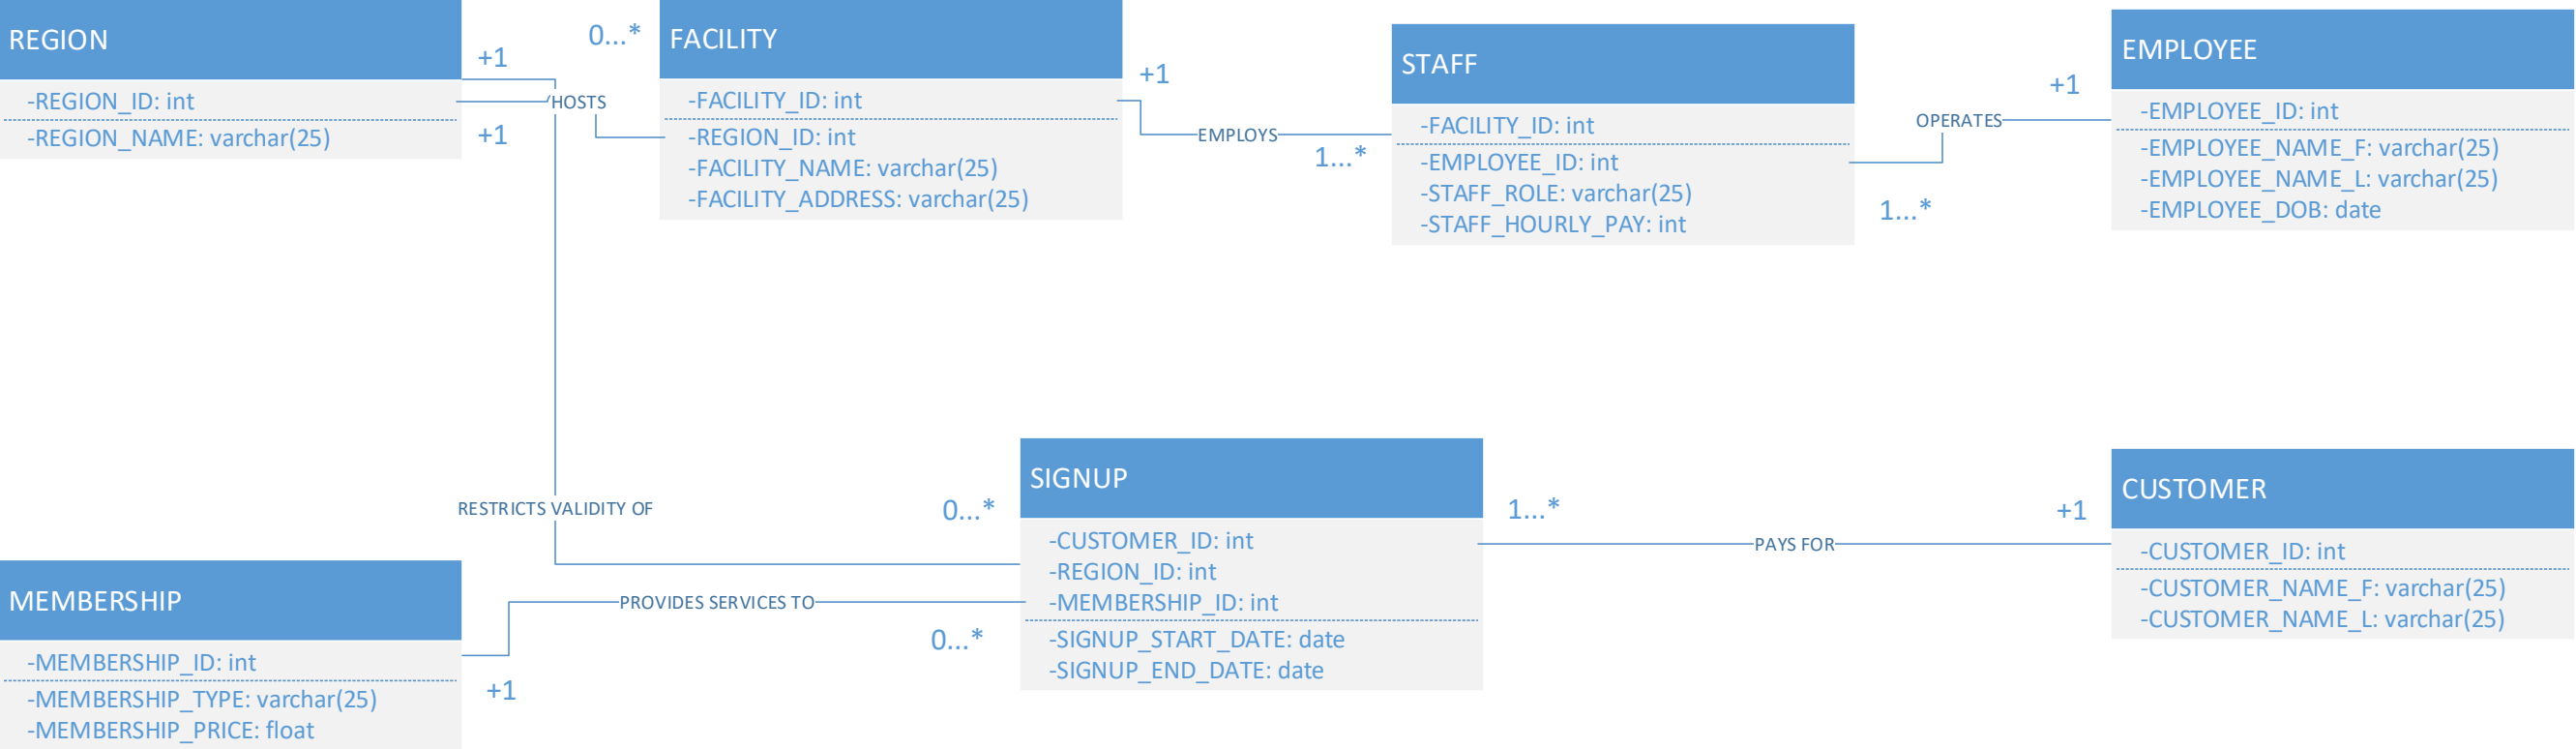 REGION
-REGION_ID: int
-REGION_NAME: varchar(25)
+1
+1
HOSTS
0...*
FACILITY
-FACILITY_ID: int
-REGION_ID: int
-FACILITY_NAME: varchar(25)
-FACILITY_ADDRESS: varchar(25)
+1
EMPLOYS
1...*
STAFF
-FACILITY_ID: int
-EMPLOYEE_ID: int
-STAFF_ROLE: varchar(25)
-STAFF_HOURLY_PAY: int
1...*
OPERATES
+1
EMPLOYEE
-EMPLOYEE_ID: int
-EMPLOYEE_NAME_F: varchar(25)
-EMPLOYEE_NAME_L: varchar(25)
-EMPLOYEE_DOB: date
RESTRICTS VALIDITY OF
0...*
MEMBERSHIP
-MEMBERSHIP_ID: int
-MEMBERSHIP_TYPE: varchar(25)
-MEMBERSHIP_PRICE: float
+1
PROVIDES SERVICES TO
0...*
SIGNUP
-CUSTOMER_ID: int
-REGION_ID: int
-MEMBERSHIP_ID: int
-SIGNUP_START_DATE: date
-SIGNUP_END_DATE: date
1...*
PAYS FOR
+1
CUSTOMER
-CUSTOMER_ID: int
-CUSTOMER_NAME_F: varchar(25)
-CUSTOMER_NAME_L: varchar(25)